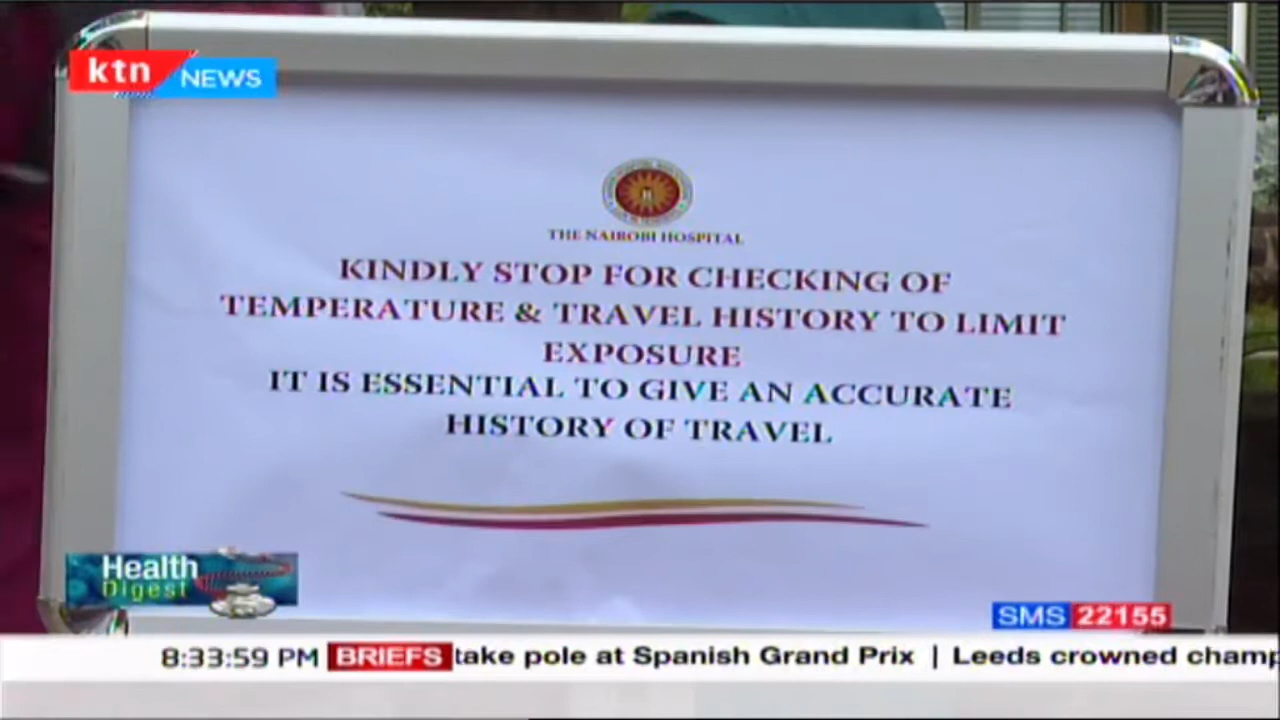 ktn NEWS
THE NAIROBI HOSPITAL
KINDLY STOP FOR CHECKING OF
TEMPERATURE & TRAVEL HISTORY TO LIMIT
EXPOSURE
IT IS ESSENTIAL TO GIVE AN ACCURATE
HISTORY OF TRAVEL
Health
Digest
SMS 22155
8:33:59 PM BRIEFS take pole at Spanish Grand Prix | Leeds crowned champ